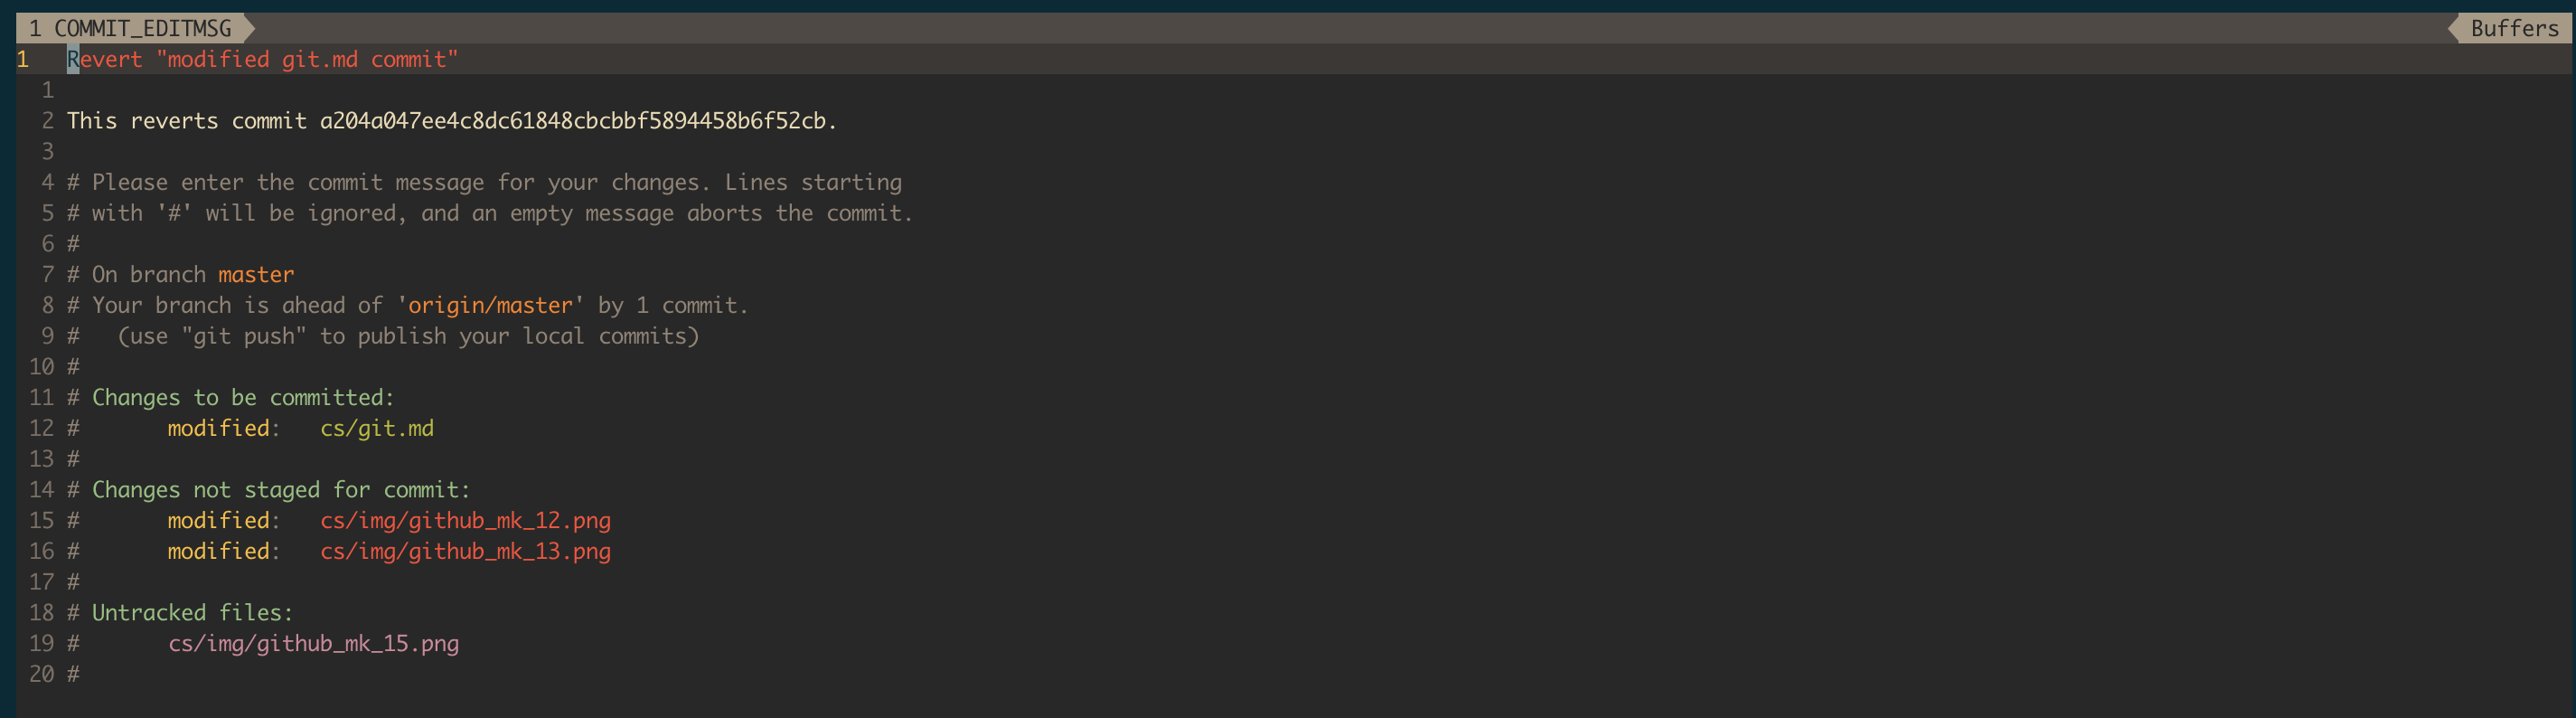 1 COMMIT_EDITMSG Buffers
1 Revert "modified git.md commit"
1
2 This reverts commit a204a047ee4c8dc61848cbcbbf5894458b6f52cb.
3
4 # Please enter the commit message for your changes. Lines starting
5 # with '#' will be ignored, and an empty message aborts the commit.
6 #
7 # On branch master
8 # Your branch is ahead of 'origin/master' by 1 commit.
9 #   (use "git push" to publish your local commits)
10 #
11 # Changes to be committed:
12 #       modified:   cs/git.md
13 #
14 # Changes not staged for commit:
15 #       modified:   cs/img/github_mk_12.png
16 #       modified:   cs/img/github_mk_13.png
17 #
18 # Untracked files:
19 #       cs/img/github_mk_15.png
20 #